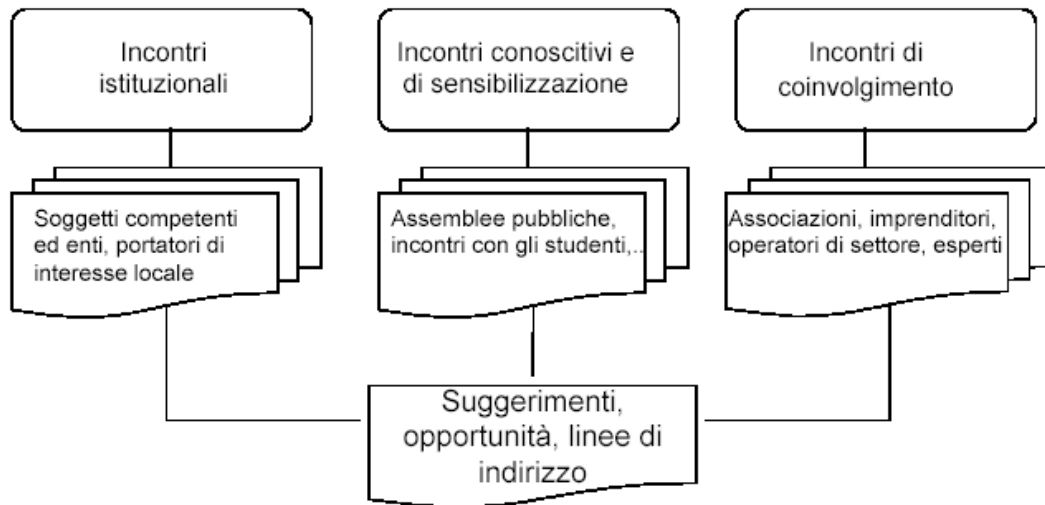 Incontri
istituzionali
Incontri conoscitivi e
di sensibilizzazione
Incontri di
coinvolgimento
Soggetti competenti
ed enti, portatori di
interesse locale
Assemblee pubbliche,
incontri con gli studenti,..
Associazioni, imprenditori,
operatori di settore, esperti
Suggerimenti,
opportunità, linee di
indirizzo